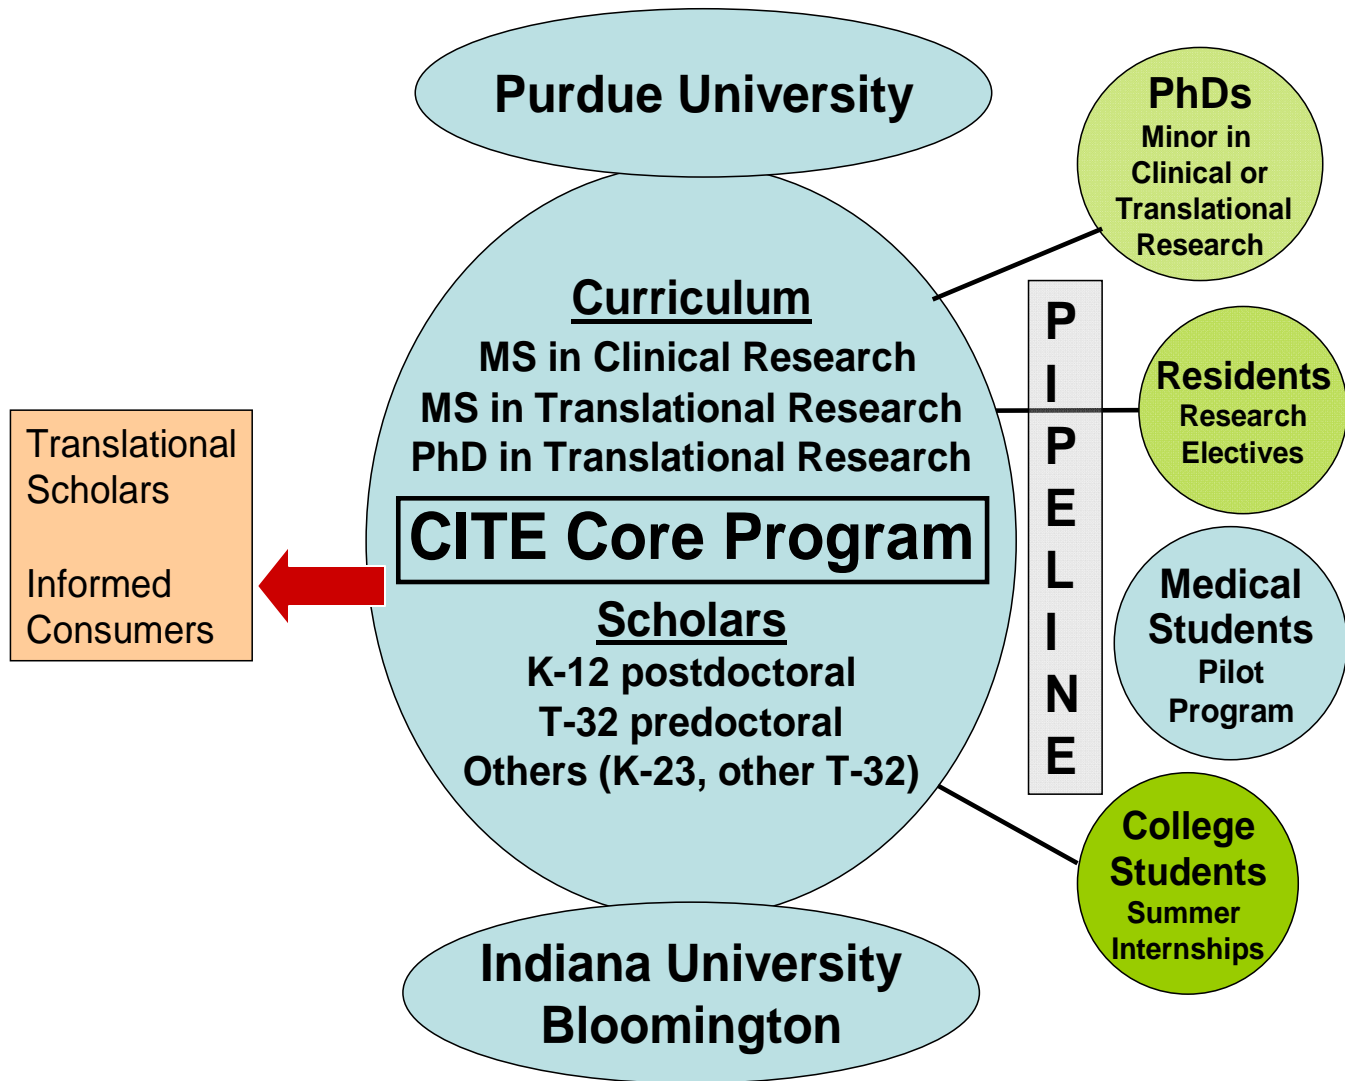 Purdue University
PhDs
Minor in
Clinical or
Translational
Research
Curriculum
MS in Clinical Research
MS in Translational Research
PhD in Translational Research
CITE Core Program
Scholars
K-12 postdoctoral
T-32 predoctoral
Others (K-23, other T-32)
Translational
Scholars
Informed
Consumers
P
I
P
E
L
I
N
E
Residents
Research
Electives
Medical
Students
Pilot
Program
College
Students
Summer
Internships
Indiana University
Bloomington